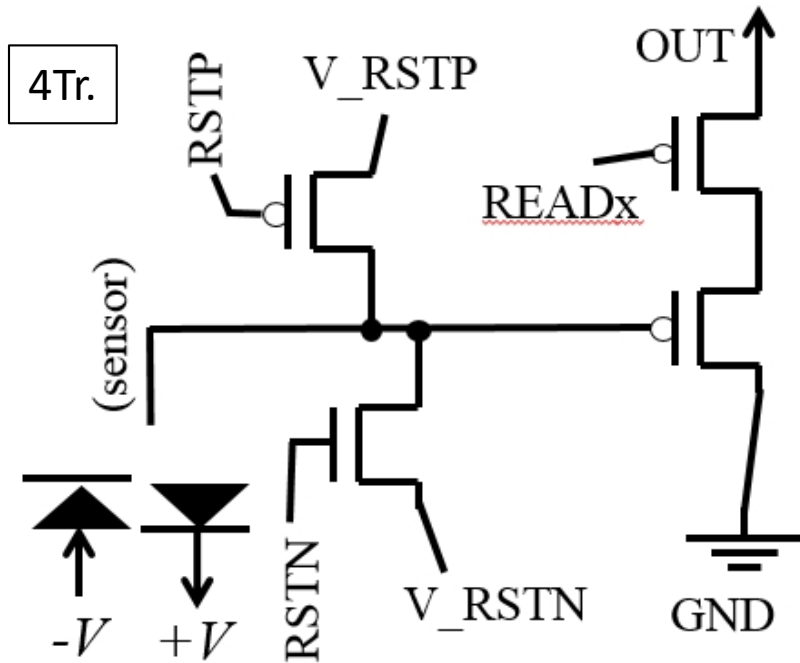 4Tr.
RSTP
V_RSTP
OUT
READx
(sensor)
RSTN
V_RSTN
GND
-V
+V